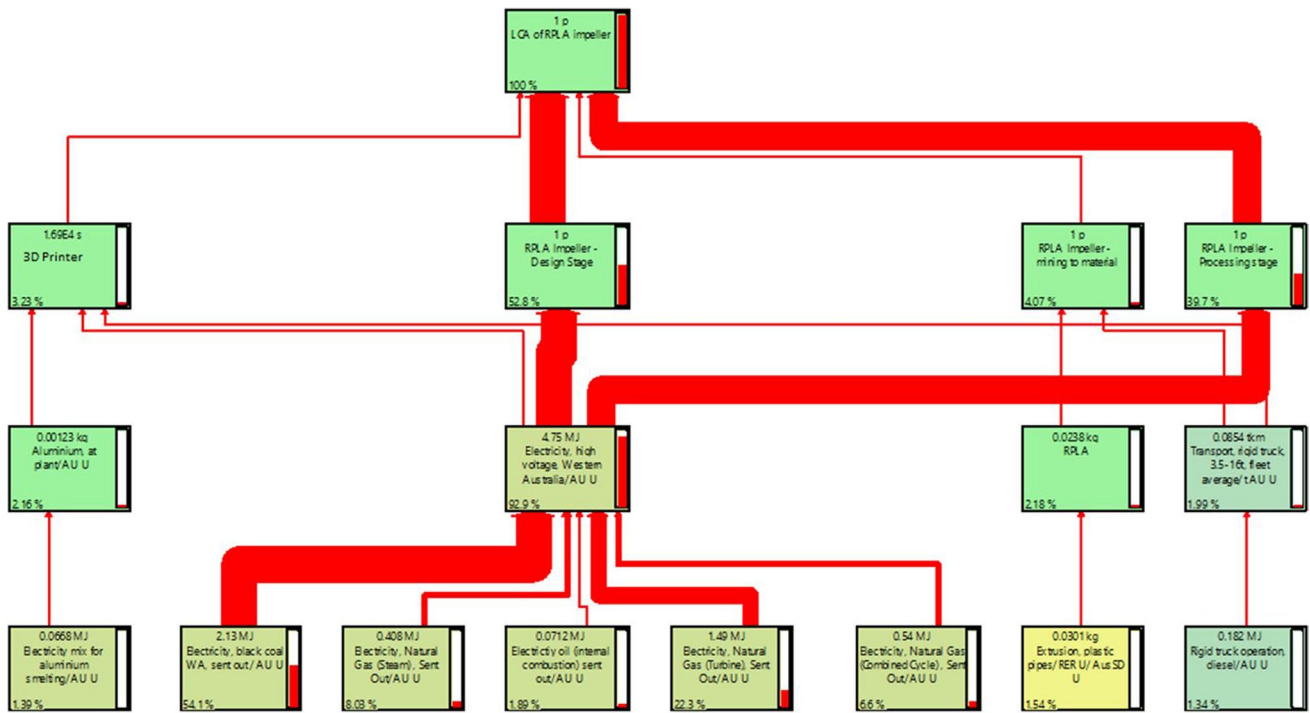 1 p
LCA of RPLA impeller
100 %
1.69E4 s
3D Printer
3.23 %
1 p
RPLA Impeller -
Design Stage
52.8 %
1 p
RPLA Impeller -
mining to material
4.07 %
1 p
RPLA Impeller -
Processing stage
39.7 %
0.00123 kg
Aluminium, at
plant/AU U
2.16 %
4.75 MJ
Electricity, high
voltage, Western
Australia/AU U
92.9 %
0.0238 kg
RPLA
2.18 %
0.0854 tkm
Transport, rigid truck,
3.5-16t, fleet
average/tAU U
1.99 %
0.0668 MJ
Electricity mix for
aluminium
smelting/AU U
1.39 %
2.13 MJ
Electricity, black coal
WA, sent out/AU U
54.1 %
0.408 MJ
Electricity, Natural
Gas (Steam), Sent
Out/AU U
8.03 %
0.0712 MJ
Electrictiy oil (internal
combustion) sent
out/AU U
1.89 %
1.49 MJ
Electricity, Natural
Gas (Turbine), Sent
Out/AU U
22.3 %
0.54 MJ
Electricity, Natural Gas
(Combined Cycle), Sent
Out/AU U
6.6 %
0.0301 kg
Extrusion, plastic
pipes/RER U/AusSD
U
1.54 %
0.182 MJ
Rigid truck operation,
diesel/AU U
1.34 %